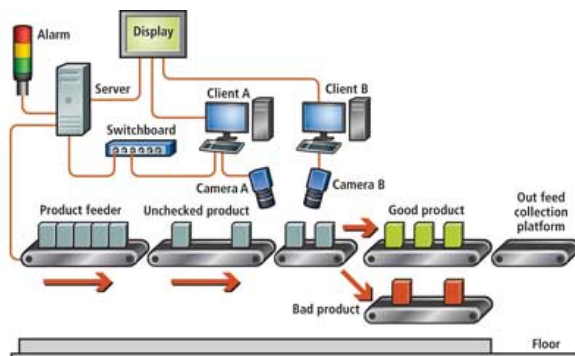 Alarm
Display
Server
Client A
Client B
Switchboard
Camera A
Camera B
Product feeder
Unchecked product
Good product
Out feed
collection
platform
Bad product
Floor